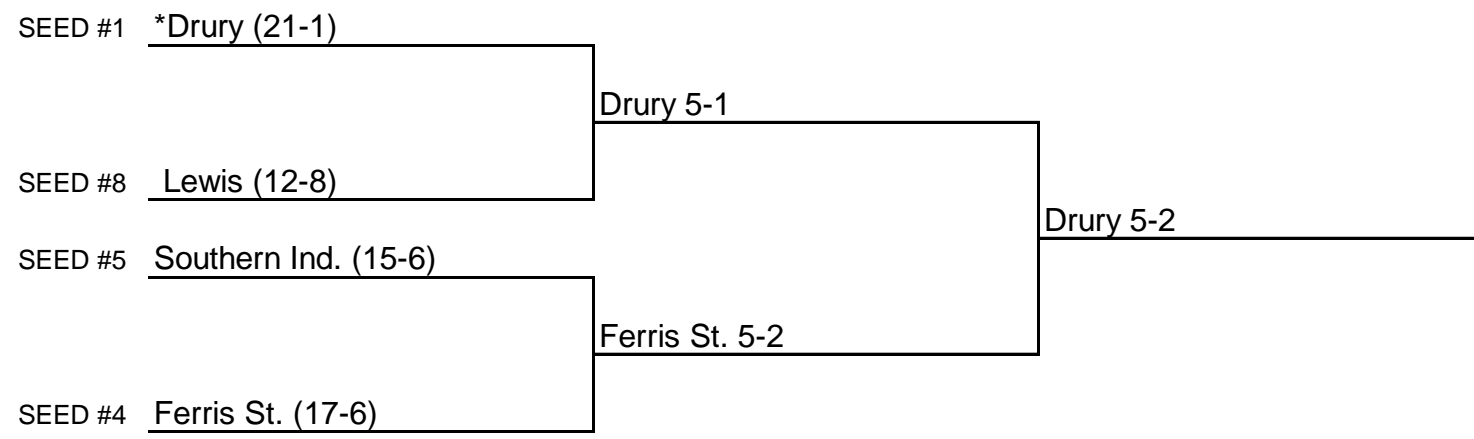 SEED #1 *Drury (21-1)
Drury 5-1
SEED #8 Lewis (12-8)
Drury 5-2
SEED #5 Southern Ind. (15-6)
Ferris St. 5-2
SEED #4 Ferris St. (17-6)